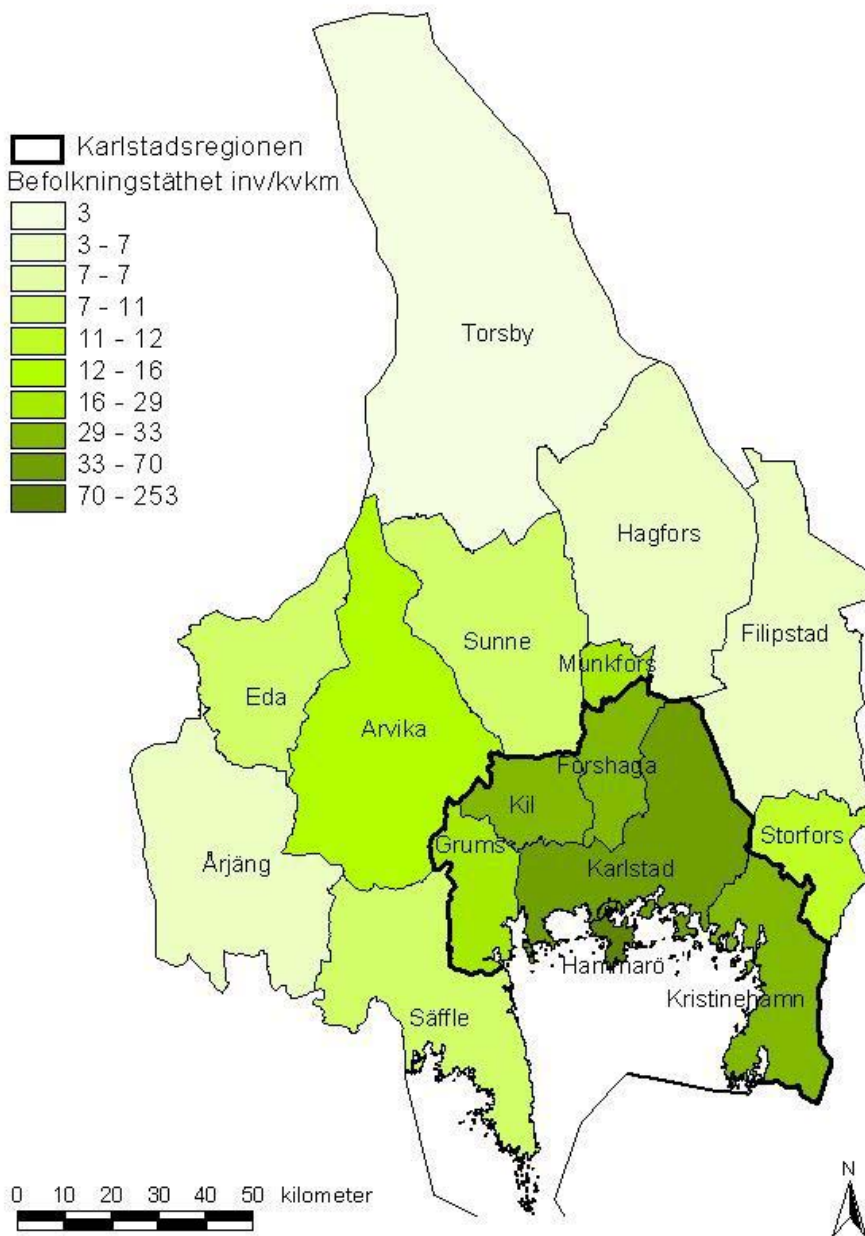 Karlstadsregionen
Befolkningstäthet inv/kvkm
3
3 - 7
7 - 7
7 - 11
11 - 12
12 - 16
16 - 29
29 - 33
33 - 70
70 - 253
Torsby
Hagfors
Filipstad
Sunne
Munkfors
Eda
Arvika
Forshaga
Kil
Storfors
Grums
Årjäng
Karlstad
Hammarö
Kristinehamn
Säffle
0 10 20 30 40 50 kilometer
N